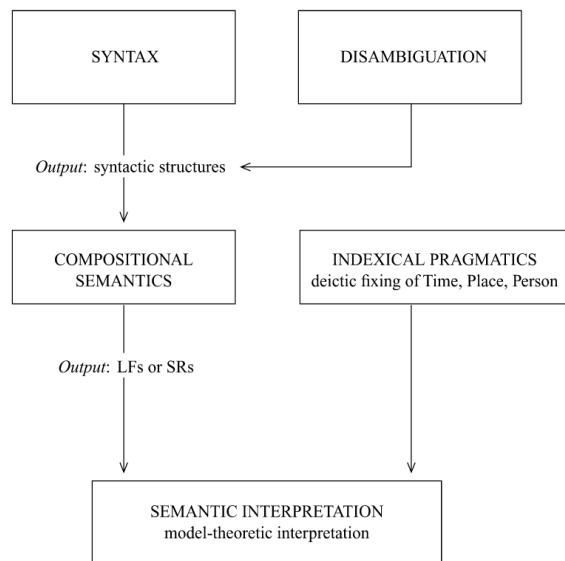 SYNTAX
DISAMBIGUATION
Output: syntactic structures
COMPOSITIONAL
SEMANTICS
INDEXICAL PRAGMATICS
deictic fixing of Time, Place, Person
Output: LFs or SRs
SEMANTIC INTERPRETATION
model-theoretic interpretation